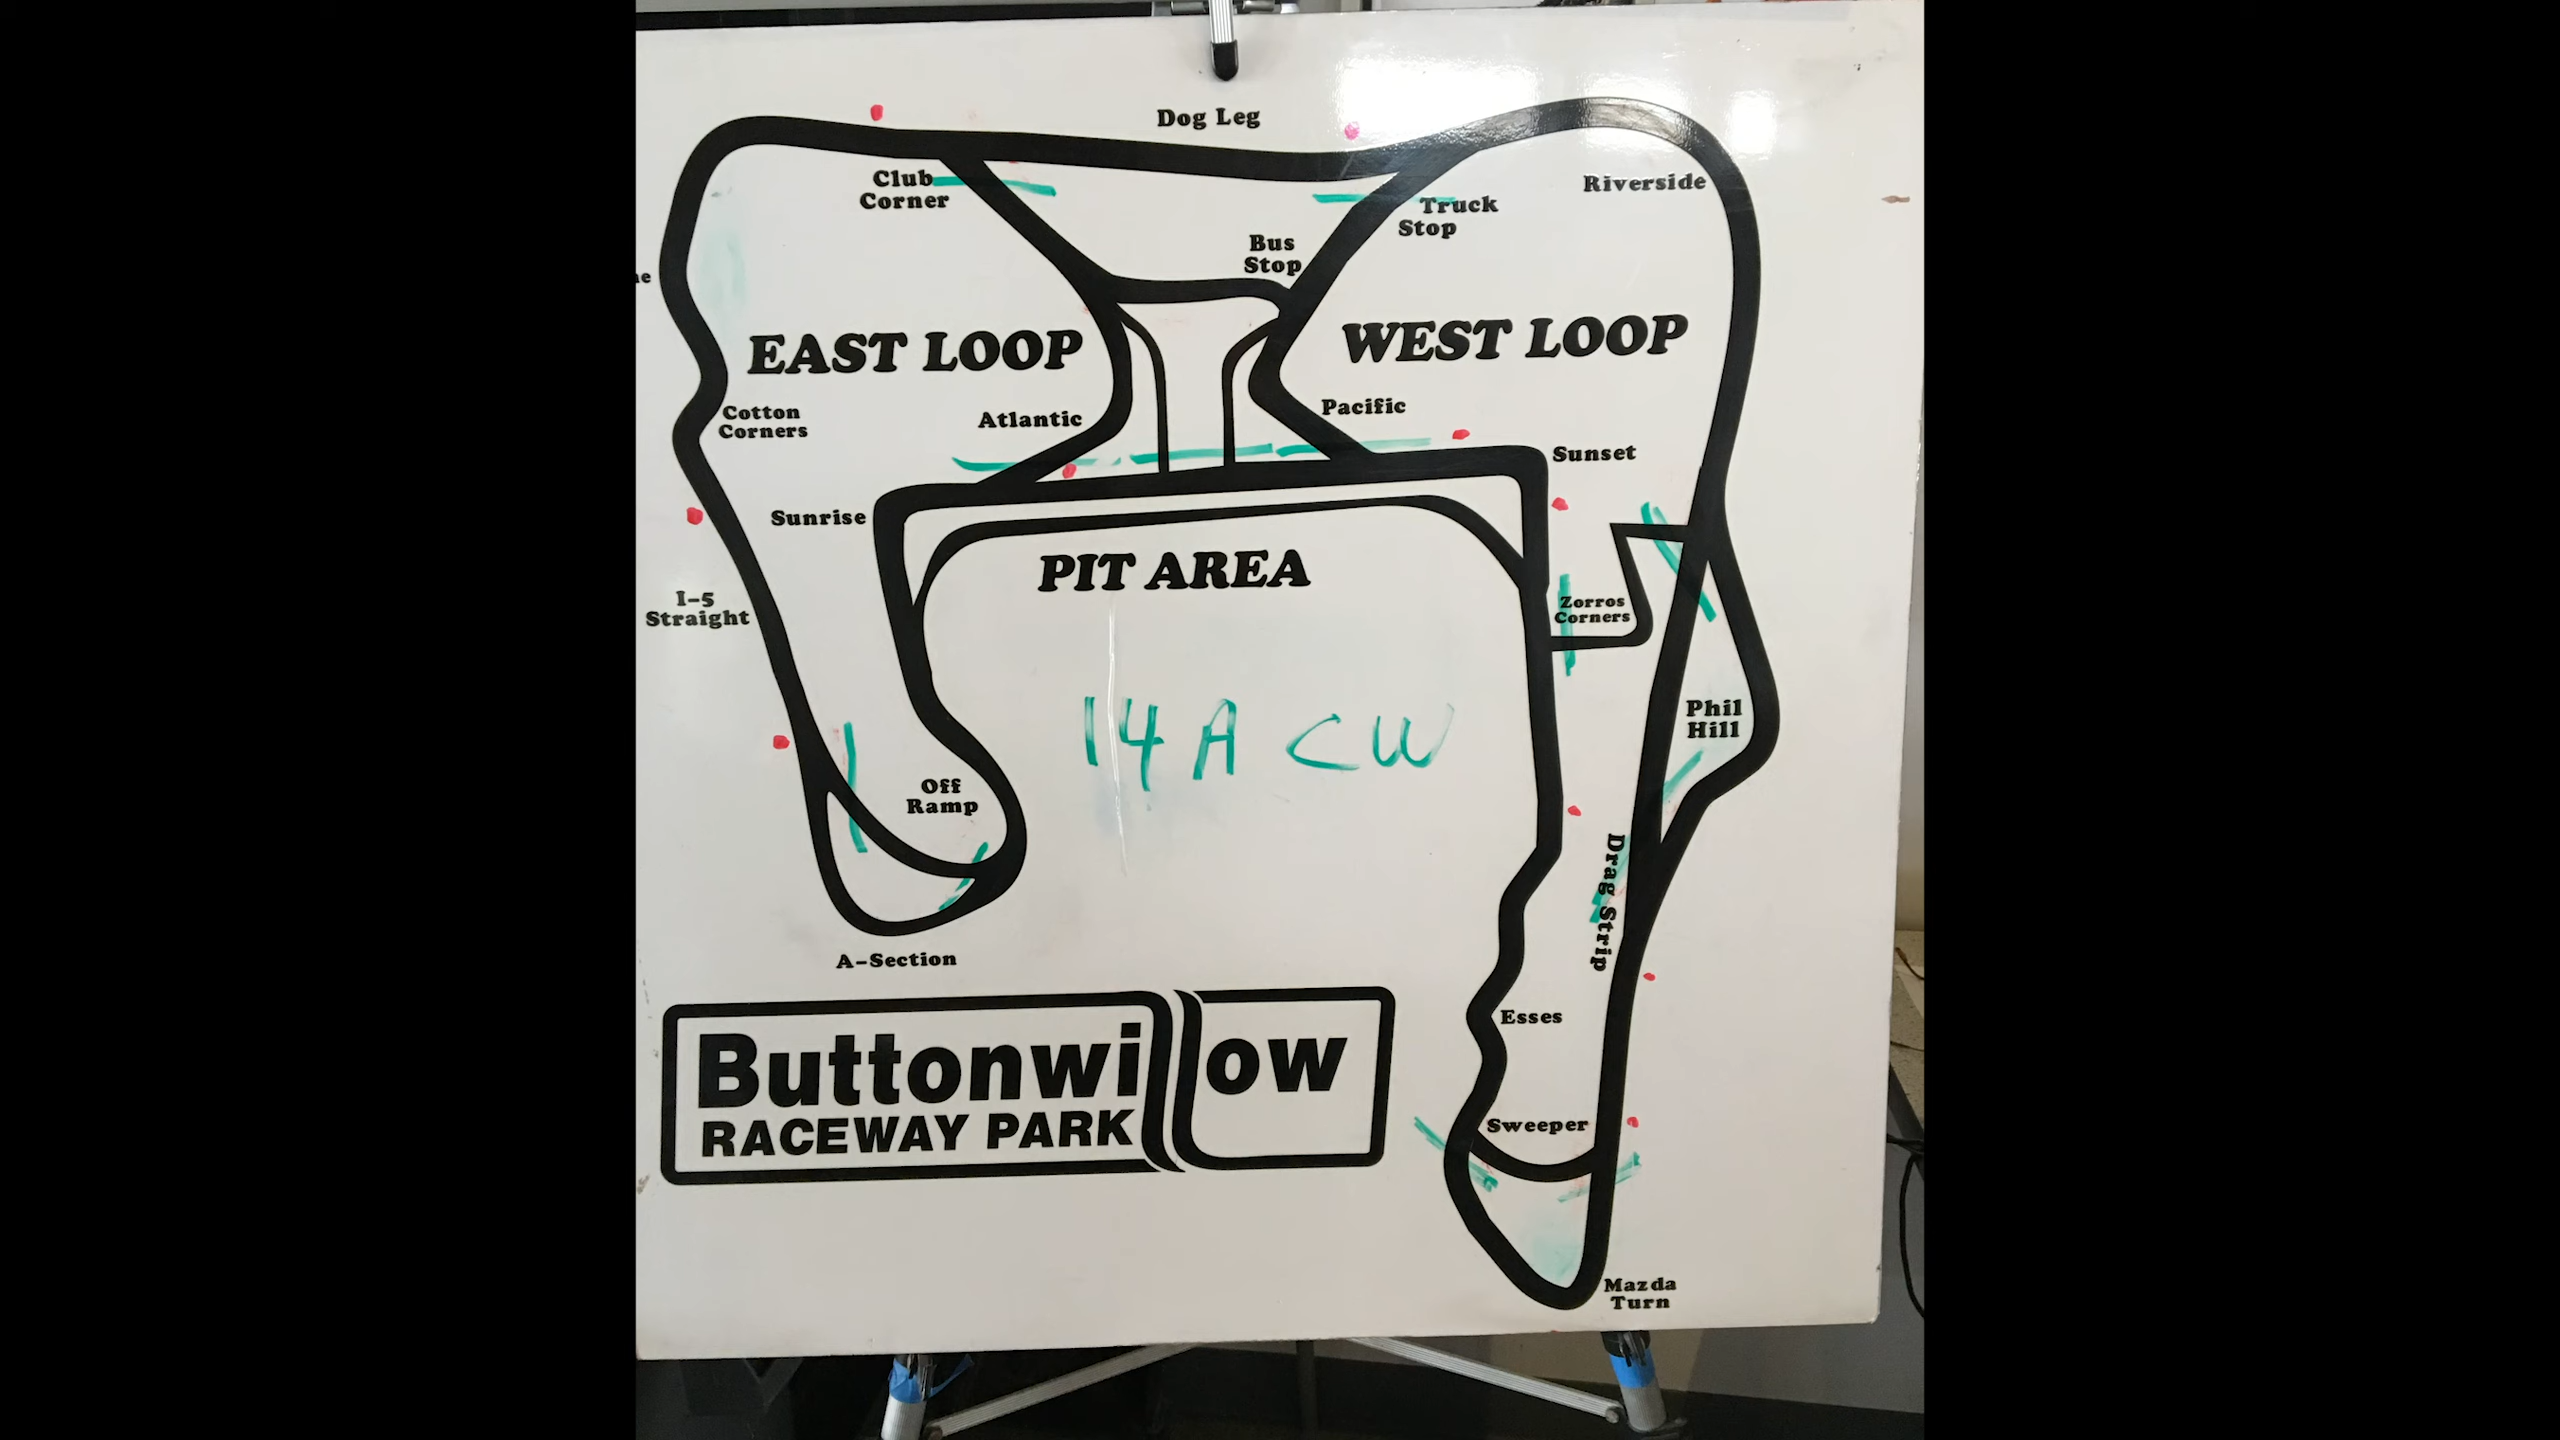 Dog Leg
Club
Corner
Riverside
Truck
Stop
Bus
Stop
EAST LOOP
WEST LOOP
Cotton
Corners
Atlantic
Pacific
Sunset
Sunrise
PIT AREA
I-5
Straight
Zorros
Corners
14A CW
Phil
Hill
Off
Ramp
Drag Strip
A-Section
Esses
Buttonwillow
RACEWAY PARK
Sweeper
Mazda
Turn